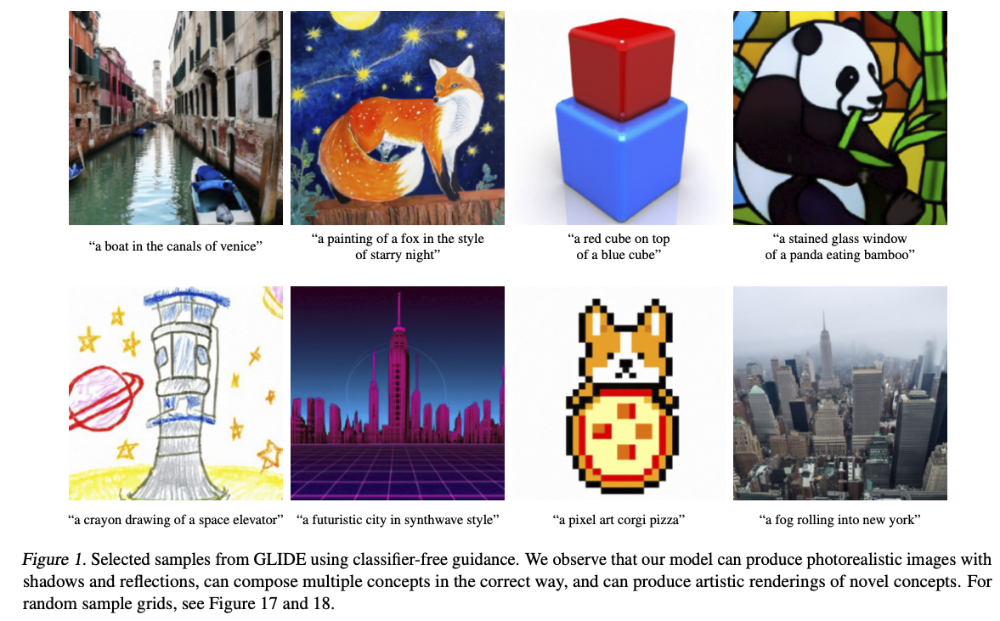 “a boat in the canals of venice”
“a painting of a fox in the style
of starry night”
“a red cube on top
of a blue cube”
“a stained glass window
of a panda eating bamboo”
“a crayon drawing of a space elevator”
“a futuristic city in synthwave style”
“a pixel art corgi pizza”
“a fog rolling into new york”
Figure 1. Selected samples from GLIDE using classifier-free guidance. We observe that our model can produce photorealistic images with
shadows and reflections, can compose multiple concepts in the correct way, and can produce artistic renderings of novel concepts. For
random sample grids, see Figure 17 and 18.